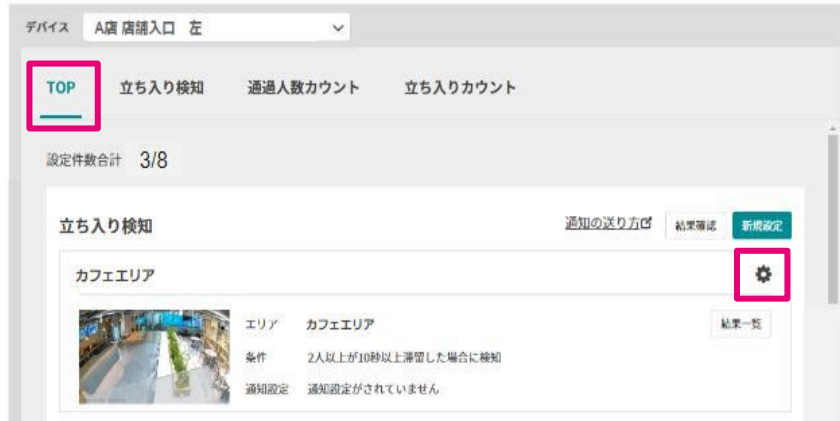 デバイス A店 店舗入口 左
TOP 立ち入り検知 通過人数カウント 立ち入りカウント
設定件数合計 3/8
立ち入り検知 通知の送り方 結果確認 新規設定
カフェエリア
エリア カフェエリア 結果一覧
条件 2人以上が10秒以上滞留した場合に検知
通知設定 通知設定がされていません